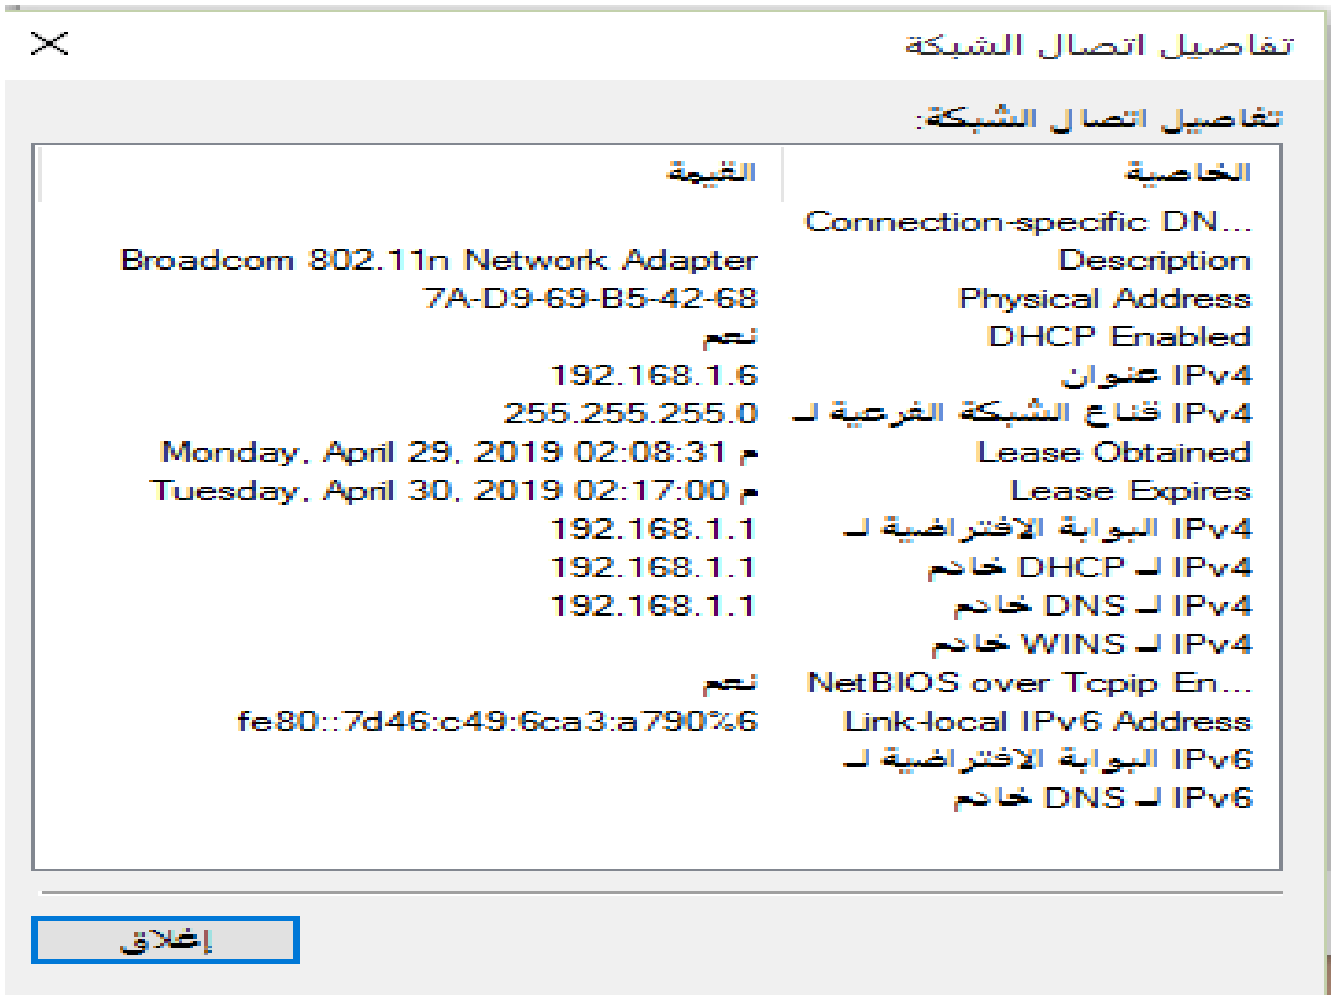 تفاصيل اتصال الشبكة
تفاصيل اتصال الشبكة:
الخاصية القيمة
Connection-specific DN...
Description Broadcom 802.11n Network Adapter
Physical Address 7A-D9-69-B5-42-68
DHCP Enabled نعم
IPv4 عنوان 192.168.1.6
IPv4 قناع الشبكة الفرعية لـ 255.255.255.0
Lease Obtained Monday, April 29, 2019 02:08:31 م
Lease Expires Tuesday, April 30, 2019 02:17:00 م
IPv4 البوابة الافتراضية لـ 192.168.1.1
IPv4 لـ DHCP خادم 192.168.1.1
IPv4 لـ DNS خادم 192.168.1.1
IPv4 لـ WINS خادم
NetBIOS over Tcpip En... نعم
Link-local IPv6 Address fe80::7d46:c49:6ca3:a790%6
IPv6 البوابة الافتراضية لـ
IPv6 لـ DNS خادم
إغلاق